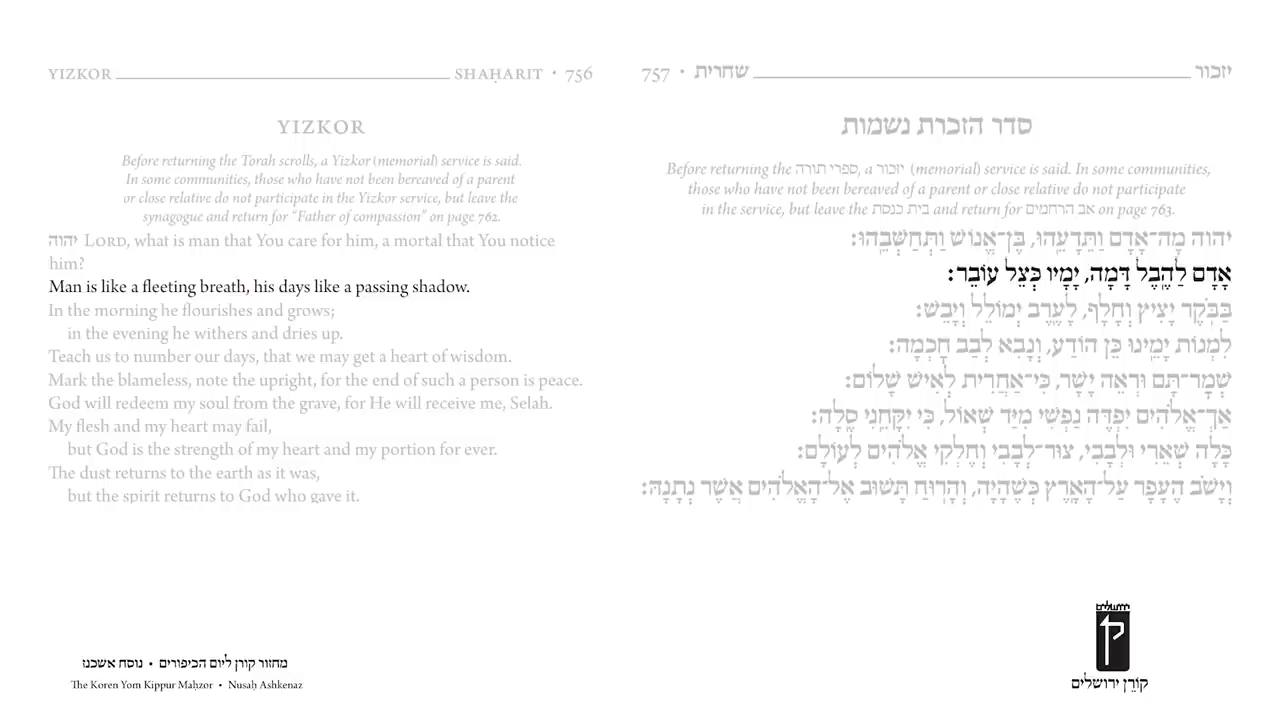 YIZKOR SHAḤARIT • 756
YIZKOR
Before returning the Torah scrolls, a Yizkor (memorial) service is said.
In some communities, those who have not been bereaved of a parent
or close relative do not participate in the Yizkor service, but leave the
synagogue and return for “Father of compassion” on page 762.
יהוה LORD, what is man that You care for him, a mortal that You notice
him?
Man is like a fleeting breath, his days like a passing shadow.
In the morning he flourishes and grows;
in the evening he withers and dries up.
Teach us to number our days, that we may get a heart of wisdom.
Mark the blameless, note the upright, for the end of such a person is peace.
God will redeem my soul from the grave, for He will receive me, Selah.
My flesh and my heart may fail,
but God is the strength of my heart and my portion for ever.
The dust returns to the earth as it was,
but the spirit returns to God who gave it.
יזכור שחרית • 757
סדר הזכרת נשמות
Before returning the ספרי תורה, a יזכור (memorial) service is said. In some communities,
those who have not been bereaved of a parent or close relative do not participate
in the service, but leave the בית כנסת and return for אב הרחמים on page 763.
יהוה מָה־אָדָם וַתֵּדָעֵהוּ, בֶּן־אֱנוֹשׁ וַתְּחַשְּׁבֵהוּ:
אָדָם לַהֶבֶל דָּמָה, יָמָיו כְּצֵל עוֹבֵר:
בַּבֹּקֶר יָצִיץ וְחָלָף, לָעֶרֶב יְמוֹלֵל וְיָבֵשׁ:
לִמְנוֹת יָמֵינוּ כֵּן הוֹדַע, וְנָבִא לְבַב חָכְמָה:
שְׁמָר־תָּם וּרְאֵה יָשָׁר, כִּי־אַחֲרִית לְאִישׁ שָׁלוֹם:
אַךְ־אֱלֹהִים יִפְדֶּה נַפְשִׁי מִיַּד שְׁאוֹל, כִּי יִקָּחֵנִי סֶלָה:
כָּלָה שְׁאֵרִי וּלְבָבִי, צוּר־לְבָבִי וְחֶלְקִי אֱלֹהִים לְעוֹלָם:
וְיָשֹׁב הֶעָפָר עַל־הָאָרֶץ כְּשֶׁהָיָה, וְהָרוּחַ תָּשׁוּב אֶל־הָאֱלֹהִים אֲשֶׁר נְתָנָהּ:
מחזור קורן ליום הכיפורים • נוסח אשכנז
The Koren Yom Kippur Maḥzor • Nusaḥ Ashkenaz
ירושלים
ק
קוֹרֵן ירושלים